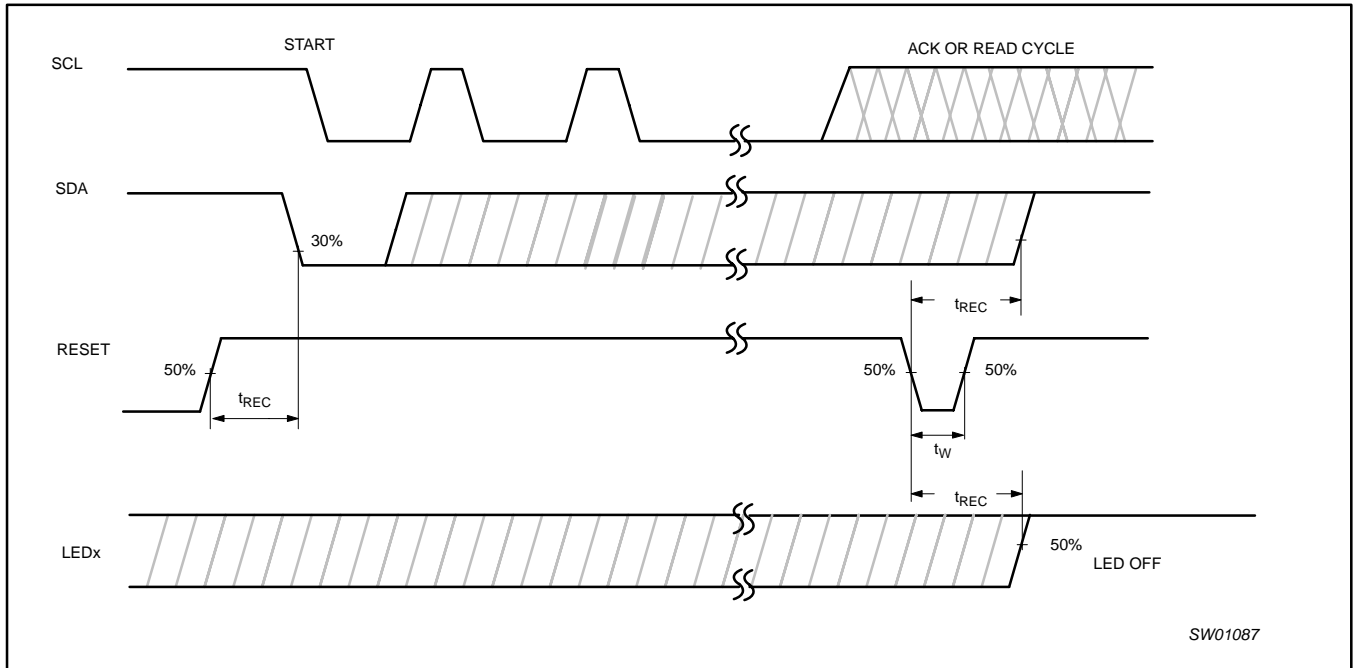 START
ACK OR READ CYCLE
SCL
SDA
30%
tREC
RESET
50%
50%
50%
tREC
tW
tREC
LEDx
50%
LED OFF
SW01087